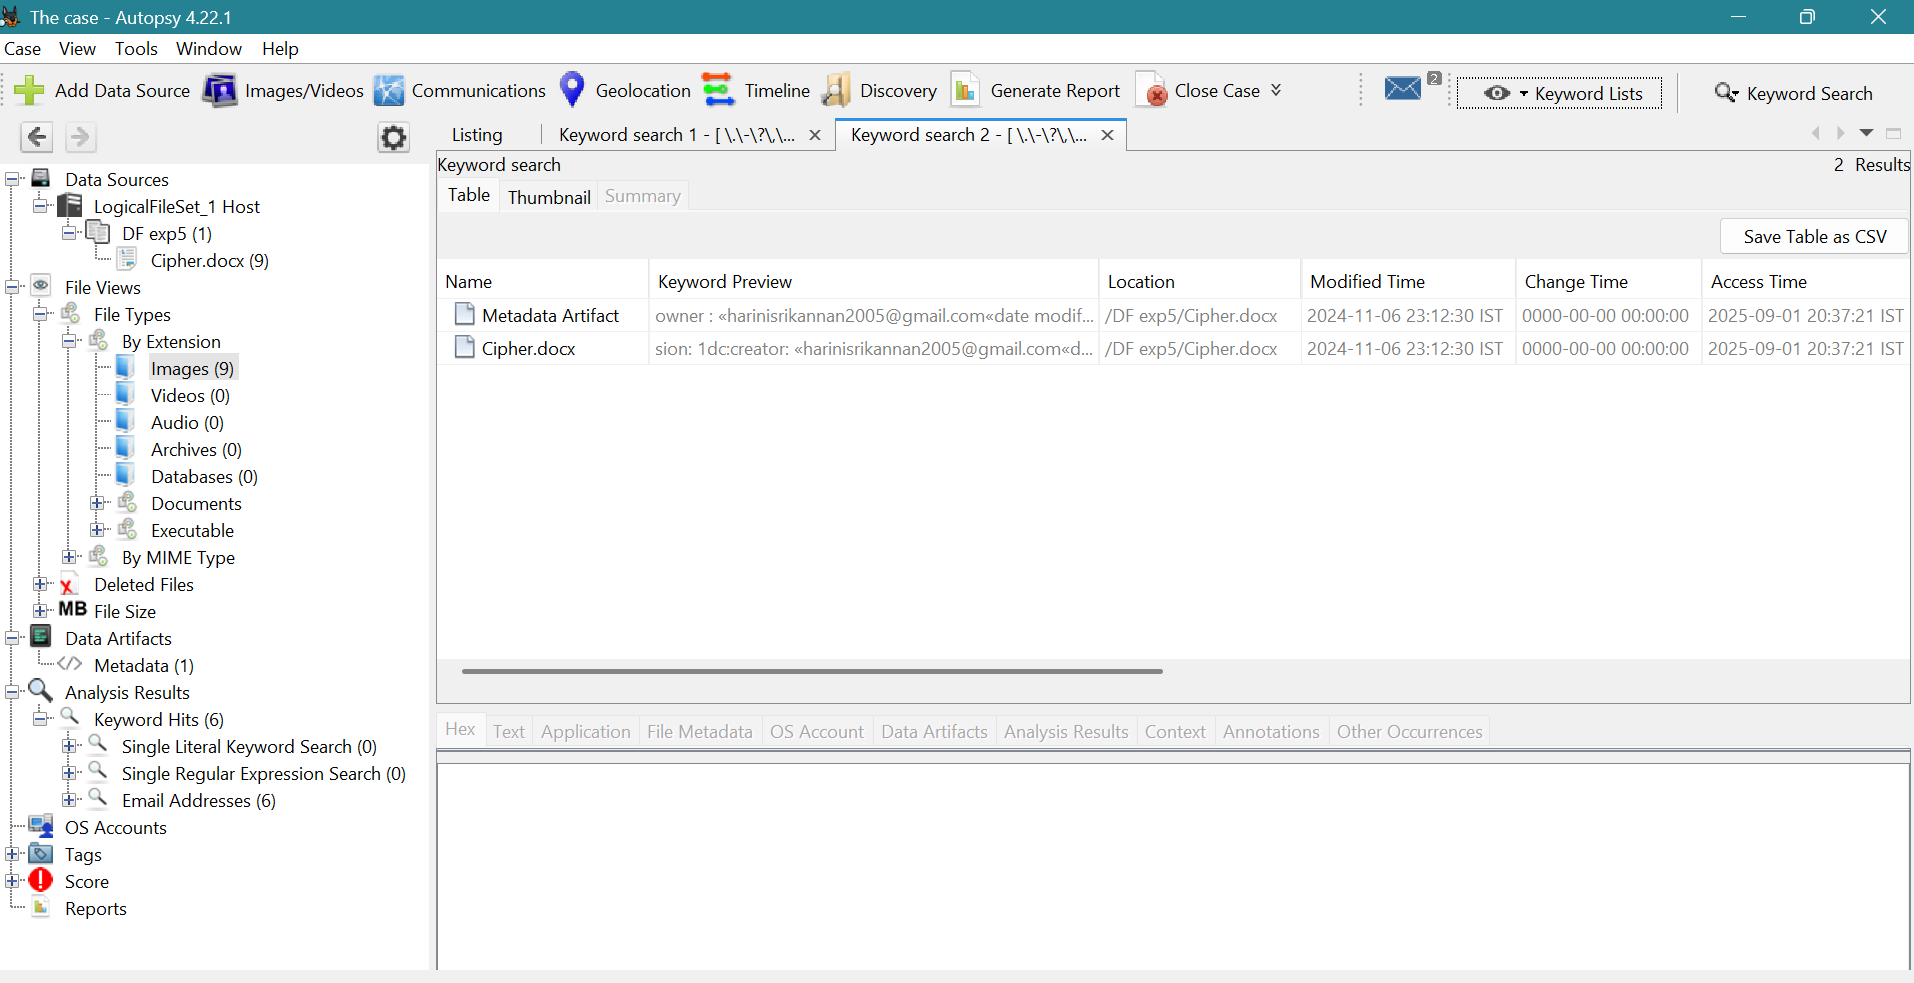 The case - Autopsy 4.22.1
Case View Tools Window Help
Add Data Source Images/Videos Communications Geolocation Timeline Discovery Generate Report Close Case 2 Keyword Lists Keyword Search
Listing Keyword search 1 - [ \.\-\?\,\... Keyword search 2 - [ \.\-\?\,\...
Keyword search 2 Results
Table Thumbnail Summary
Save Table as CSV
Name Keyword Preview Location Modified Time Change Time Access Time
Metadata Artifact owner : «harinisrikannan2005@gmail.com«date modif... /DF exp5/Cipher.docx 2024-11-06 23:12:30 IST 0000-00-00 00:00:00 2025-09-01 20:37:21 IST
Cipher.docx sion: 1dc:creator: «harinisrikannan2005@gmail.com«d... /DF exp5/Cipher.docx 2024-11-06 23:12:30 IST 0000-00-00 00:00:00 2025-09-01 20:37:21 IST
Data Sources
LogicalFileSet_1 Host
DF exp5 (1)
Cipher.docx (9)
File Views
File Types
By Extension
Images (9)
Videos (0)
Audio (0)
Archives (0)
Databases (0)
Documents
Executable
By MIME Type
Deleted Files
MB File Size
Data Artifacts
Metadata (1)
Analysis Results
Keyword Hits (6)
Single Literal Keyword Search (0)
Single Regular Expression Search (0)
Email Addresses (6)
OS Accounts
Tags
Score
Reports
Hex Text Application File Metadata OS Account Data Artifacts Analysis Results Context Annotations Other Occurrences